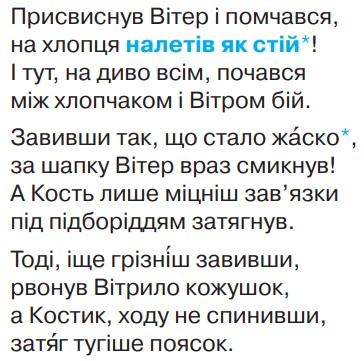 Присвиснув Вітер і помчався,
на хлопця налетів як стій*!
І тут, на диво всім, почався
між хлопчаком і Вітром бій.
Завивши так, що стало жа́ско*,
за шапку Вітер враз смикнув!
А Кость лише міцніш зав’язки
під підборіддям затягнув.
Тоді, іще грізні́ш завивши,
рвонув Вітрило кожушок,
а Костик, ходу не спинивши,
затя́г тугіше поясок.